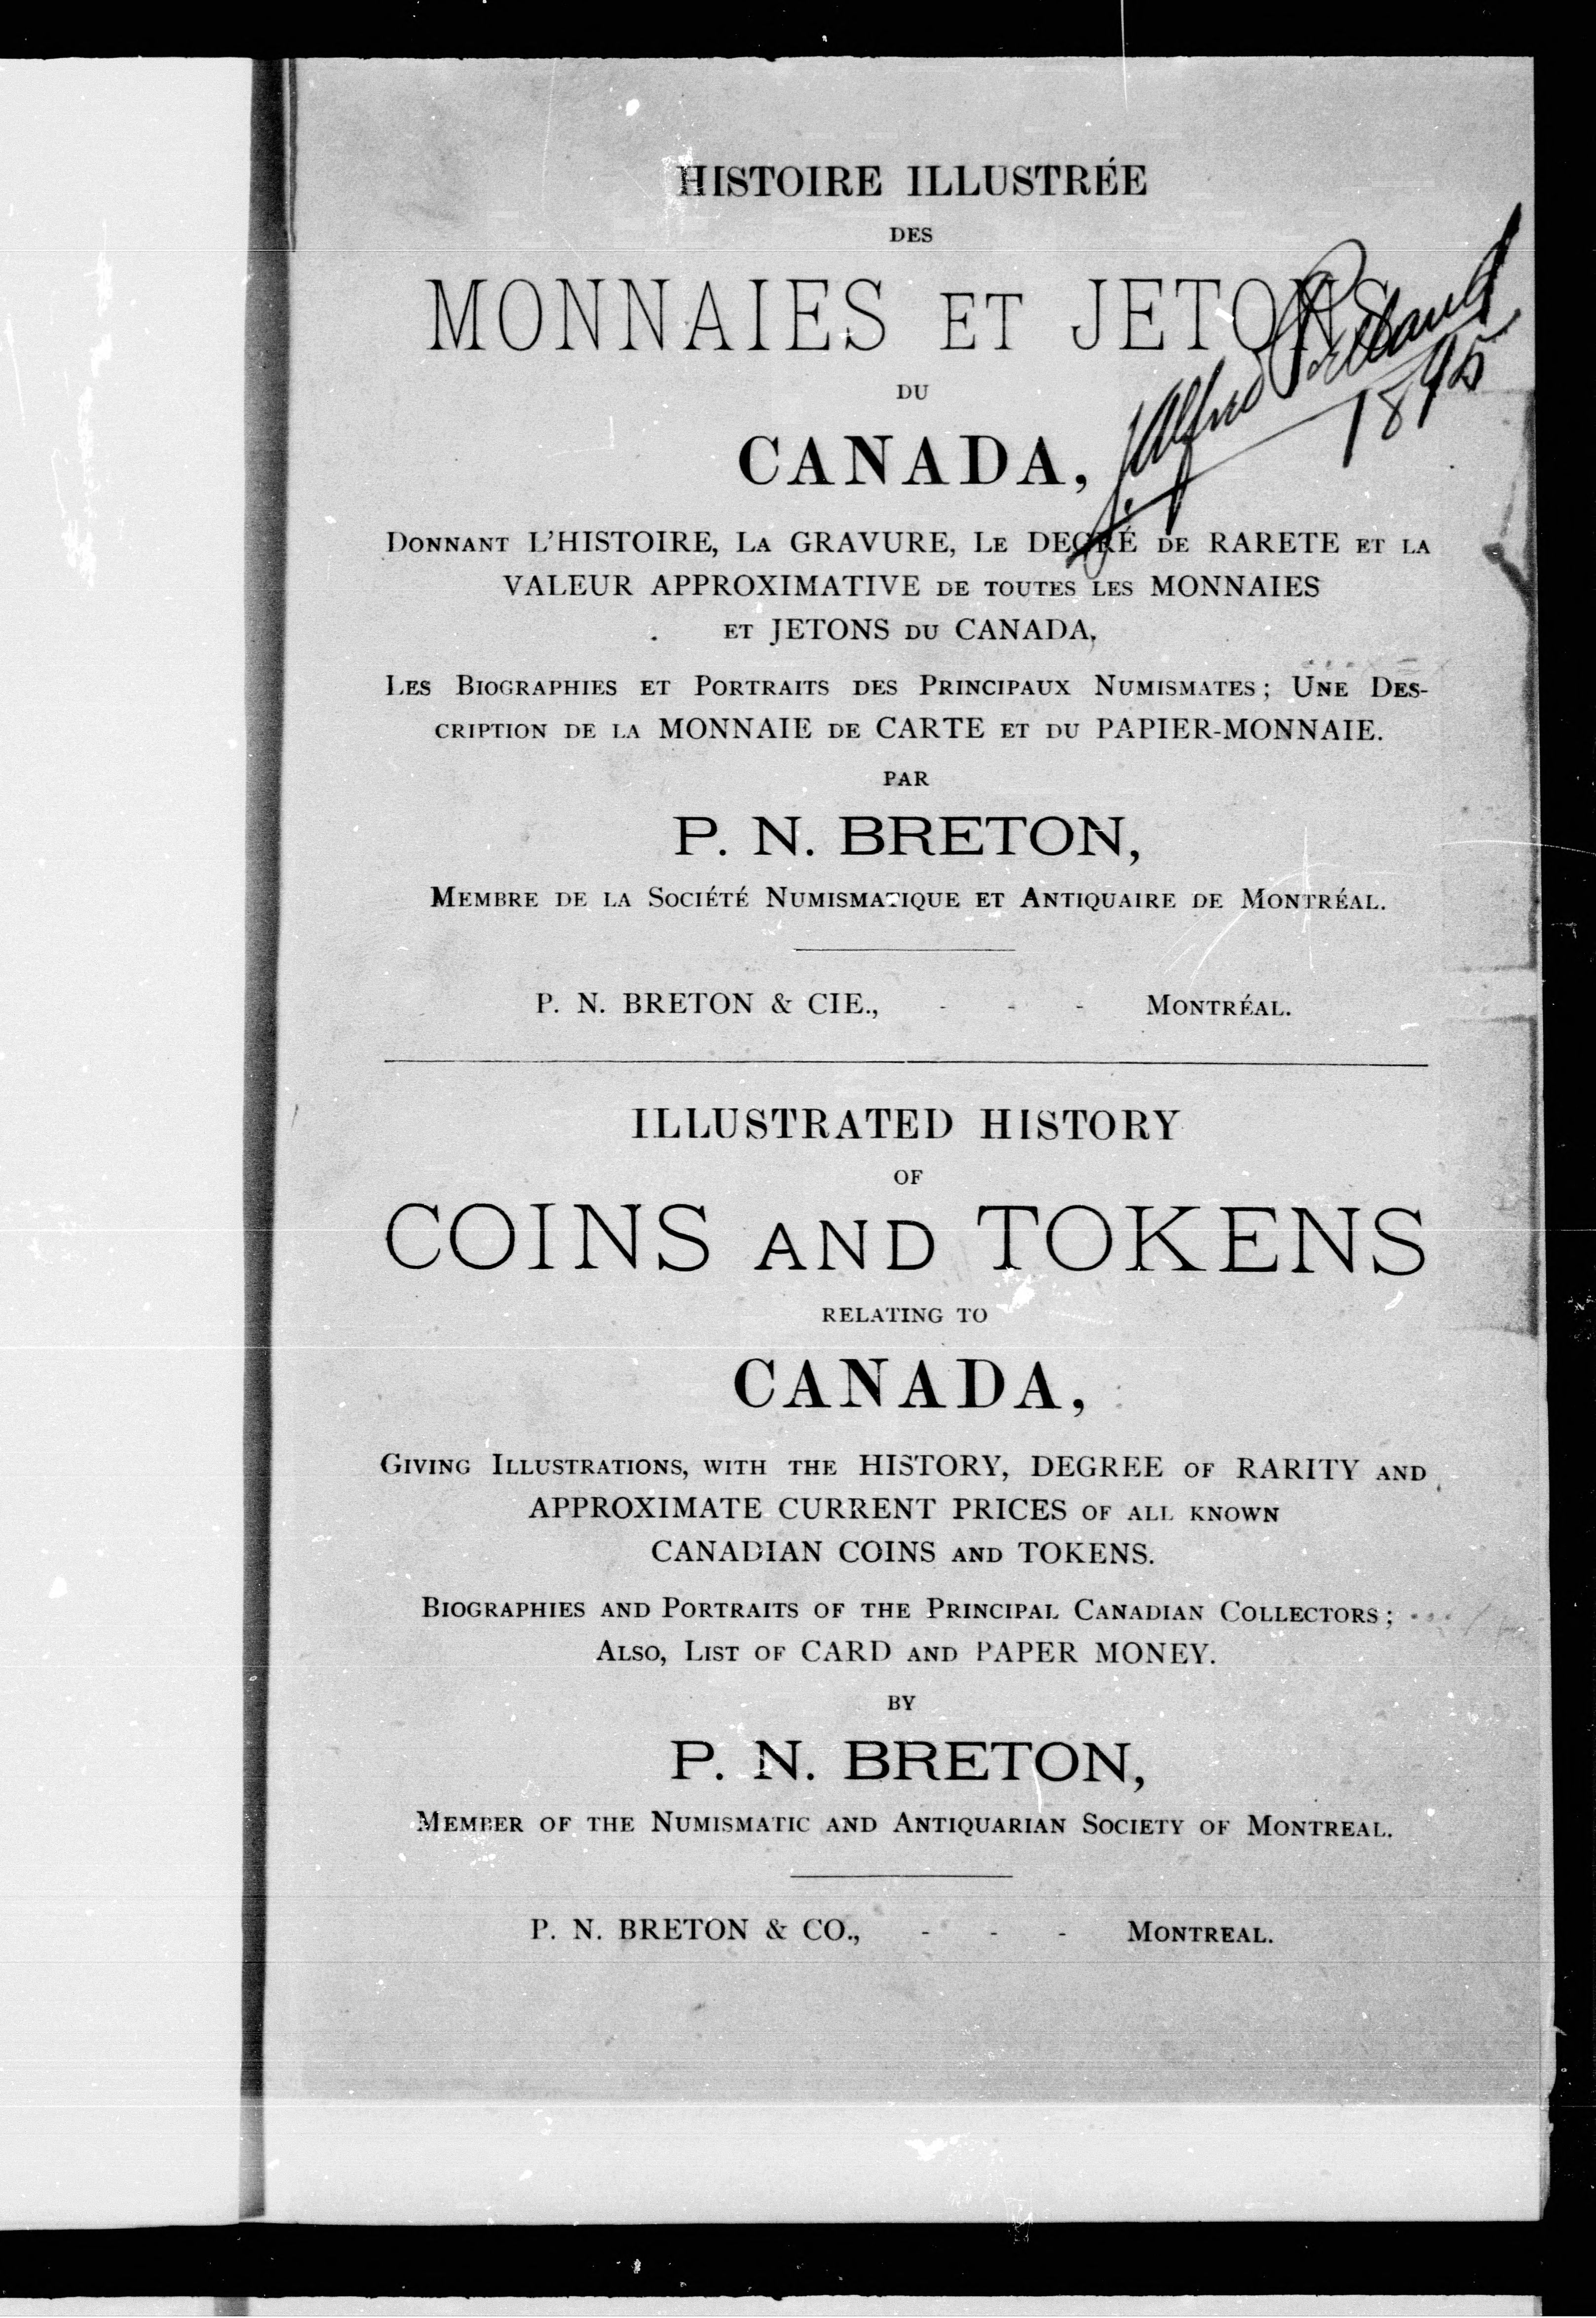 HISTOIRE ILLUSTRÉE
DES
MONNAIES ET JETONS
DU
CANADA,
J. Alfred
1895
DONNANT L'HISTOIRE, LA GRAVURE, LE DEGRÉ DE RARETE ET LA
VALEUR APPROXIMATIVE DE TOUTES LES MONNAIES
ET JETONS DU CANADA,
LES BIOGRAPHIES ET PORTRAITS DES PRINCIPAUX NUMISMATES; UNE DES-
CRIPTION DE LA MONNAIE DE CARTE ET DU PAPIER-MONNAIE.
PAR
P. N. BRETON,
MEMBRE DE LA SOCIÉTÉ NUMISMATIQUE ET ANTIQUAIRE DE MONTRÉAL.
P. N. BRETON & CIE., - - - MONTRÉAL.
ILLUSTRATED HISTORY
OF
COINS AND TOKENS
RELATING TO
CANADA,
GIVING ILLUSTRATIONS, WITH THE HISTORY, DEGREE OF RARITY AND
APPROXIMATE CURRENT PRICES OF ALL KNOWN
CANADIAN COINS AND TOKENS.
BIOGRAPHIES AND PORTRAITS OF THE PRINCIPAL CANADIAN COLLECTORS;
ALSO, LIST OF CARD AND PAPER MONEY.
BY
P. N. BRETON,
MEMBER OF THE NUMISMATIC AND ANTIQUARIAN SOCIETY OF MONTREAL.
P. N. BRETON & CO., - - - MONTREAL.